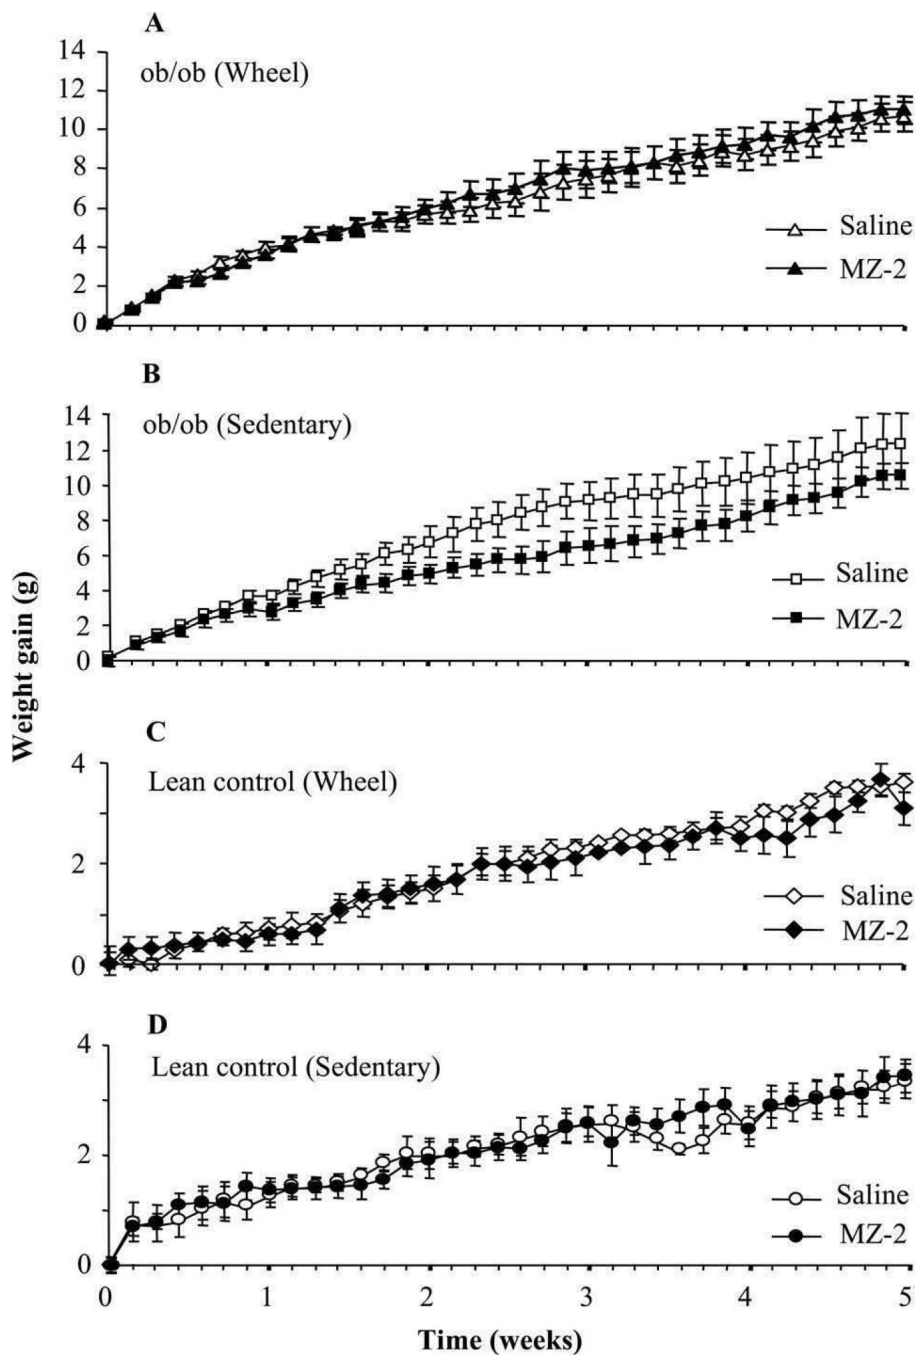 A
ob/ob (Wheel)
14
12
10
8
6
4
2
0
Saline
MZ-2
B
ob/ob (Sedentary)
14
12
10
8
6
4
2
0
Saline
MZ-2
Weight gain (g)
C
Lean control (Wheel)
4
2
0
Saline
MZ-2
D
Lean control (Sedentary)
4
2
0
Saline
MZ-2
0 1 2 3 4 5
Time (weeks)